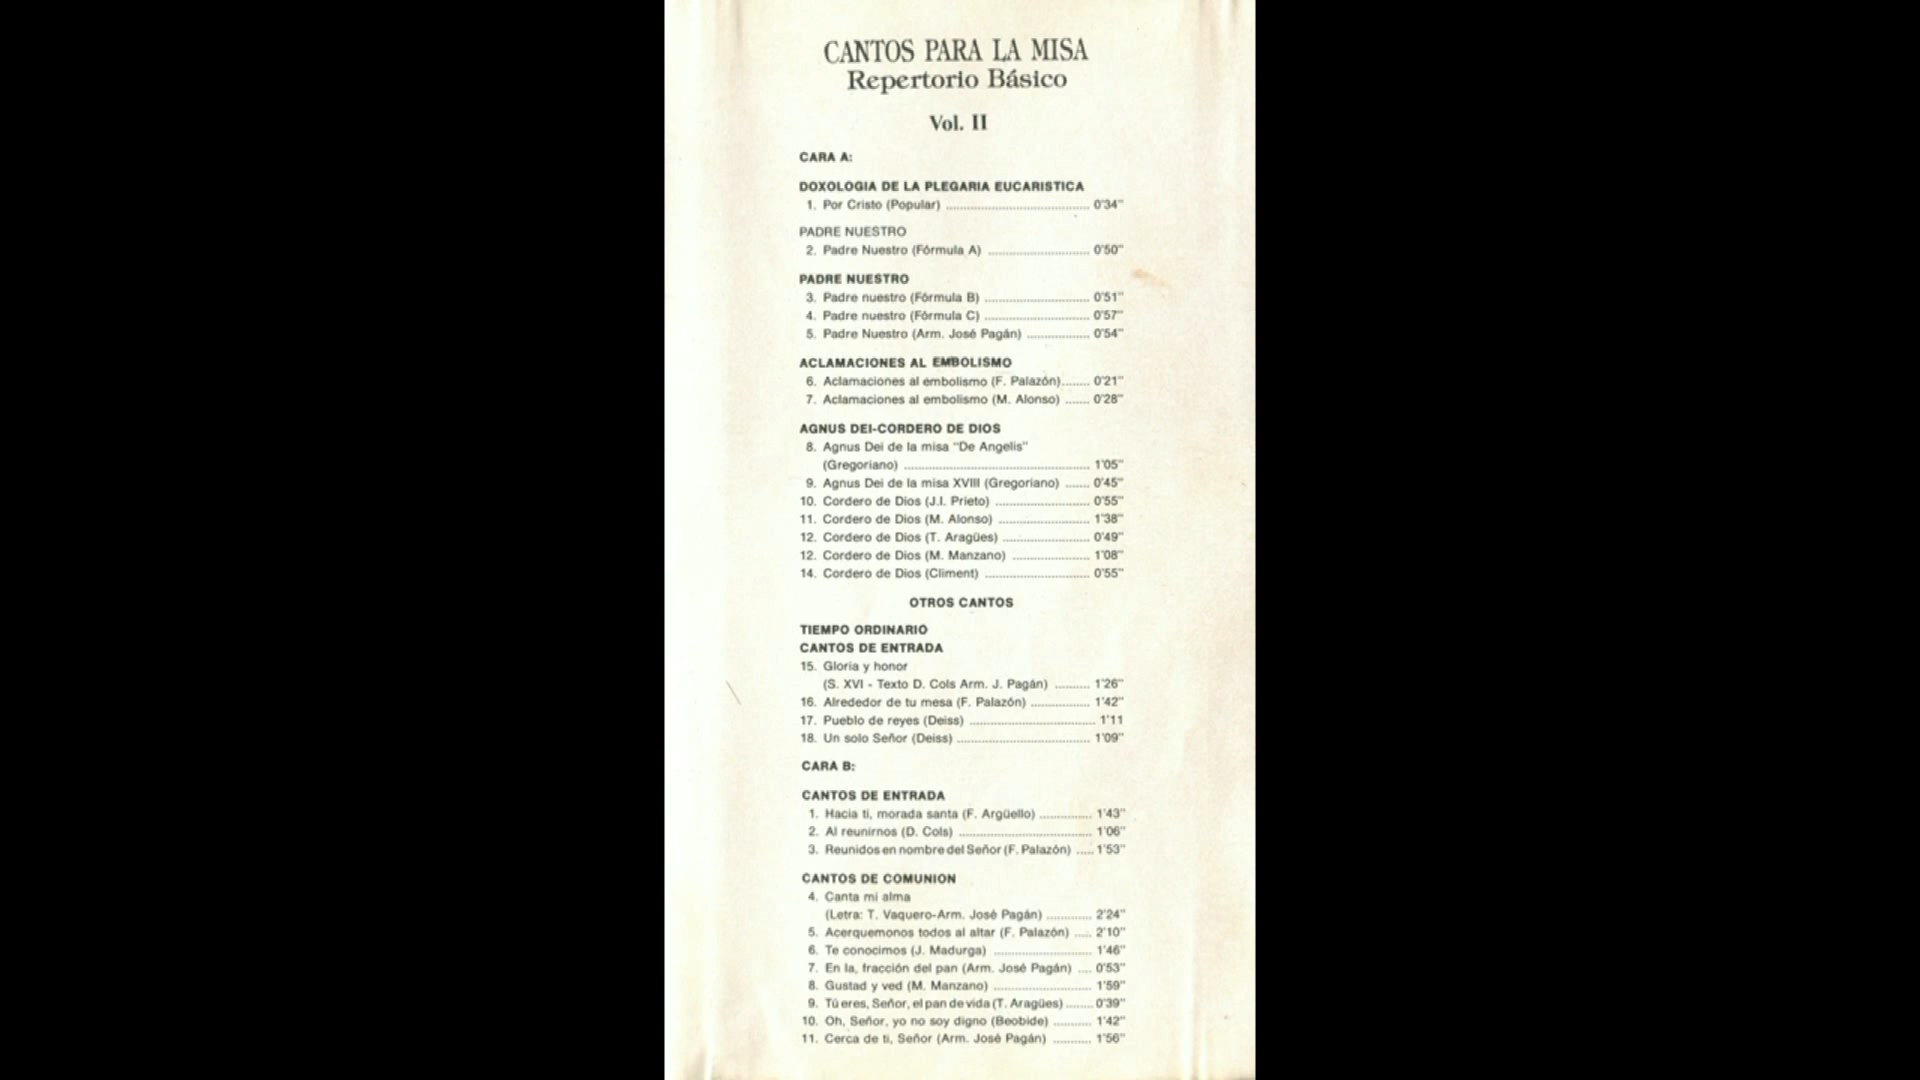 CANTOS PARA LA MISA
Repertorio Básico
Vol. II
CARA A:
DOXOLOGIA DE LA PLEGARIA EUCARISTICA
1. Por Cristo (Popular) ........................................ 0'34"
PADRE NUESTRO
2. Padre Nuestro (Fórmula A) ............................ 0'50"
PADRE NUESTRO
3. Padre nuestro (Fórmula B) ............................. 0'51"
4. Padre nuestro (Fórmula C) ............................. 0'57"
5. Padre Nuestro (Arm. José Pagán) ................. 0'54"
ACLAMACIONES AL EMBOLISMO
6. Aclamaciones al embolismo (F. Palazón)........ 0'21"
7. Aclamaciones al embolismo (M. Alonso) ....... 0'28"
AGNUS DEI-CORDERO DE DIOS
8. Agnus Dei de la misa "De Angelis"
(Gregoriano) .................................................... 1'05"
9. Agnus Dei de la misa XVIII (Gregoriano) ....... 0'45"
10. Cordero de Dios (J.I. Prieto) .......................... 0'55"
11. Cordero de Dios (M. Alonso) ......................... 1'38"
12. Cordero de Dios (T. Aragües) ........................ 0'49"
12. Cordero de Dios (M. Manzano) ..................... 1'08"
14. Cordero de Dios (Climent) ............................. 0'55"
OTROS CANTOS
TIEMPO ORDINARIO
CANTOS DE ENTRADA
15. Gloria y honor
(S. XVI - Texto D. Cols Arm. J. Pagán) .......... 1'26"
16. Alrededor de tu mesa (F. Palazón) ................ 1'42"
17. Pueblo de reyes (Deiss) ................................... 1'11
18. Un solo Señor (Deiss) ..................................... 1'09"
CARA B:
CANTOS DE ENTRADA
1. Hacia ti, morada santa (F. Argüello) .............. 1'43"
2. Al reunirnos (D. Cols) ..................................... 1'06"
3. Reunidos en nombre del Señor (F. Palazón) ..... 1'53"
CANTOS DE COMUNION
4. Canta mi alma
(Letra: T. Vaquero-Arm. José Pagán) ............ 2'24"
5. Acerquemonos todos al altar (F. Palazón) ..... 2'10"
6. Te conocimos (J. Madurga) ........................... 1'46"
7. En la, fracción del pan (Arm. José Pagán) .... 0'53"
8. Gustad y ved (M. Manzano) ........................... 1'59"
9. Tú eres, Señor, el pan de vida (T. Aragües) ....... 0'39"
10. Oh, Señor, yo no soy digno (Beobide) ........... 1'42"
11. Cerca de ti, Señor (Arm. José Pagán) ........... 1'56"